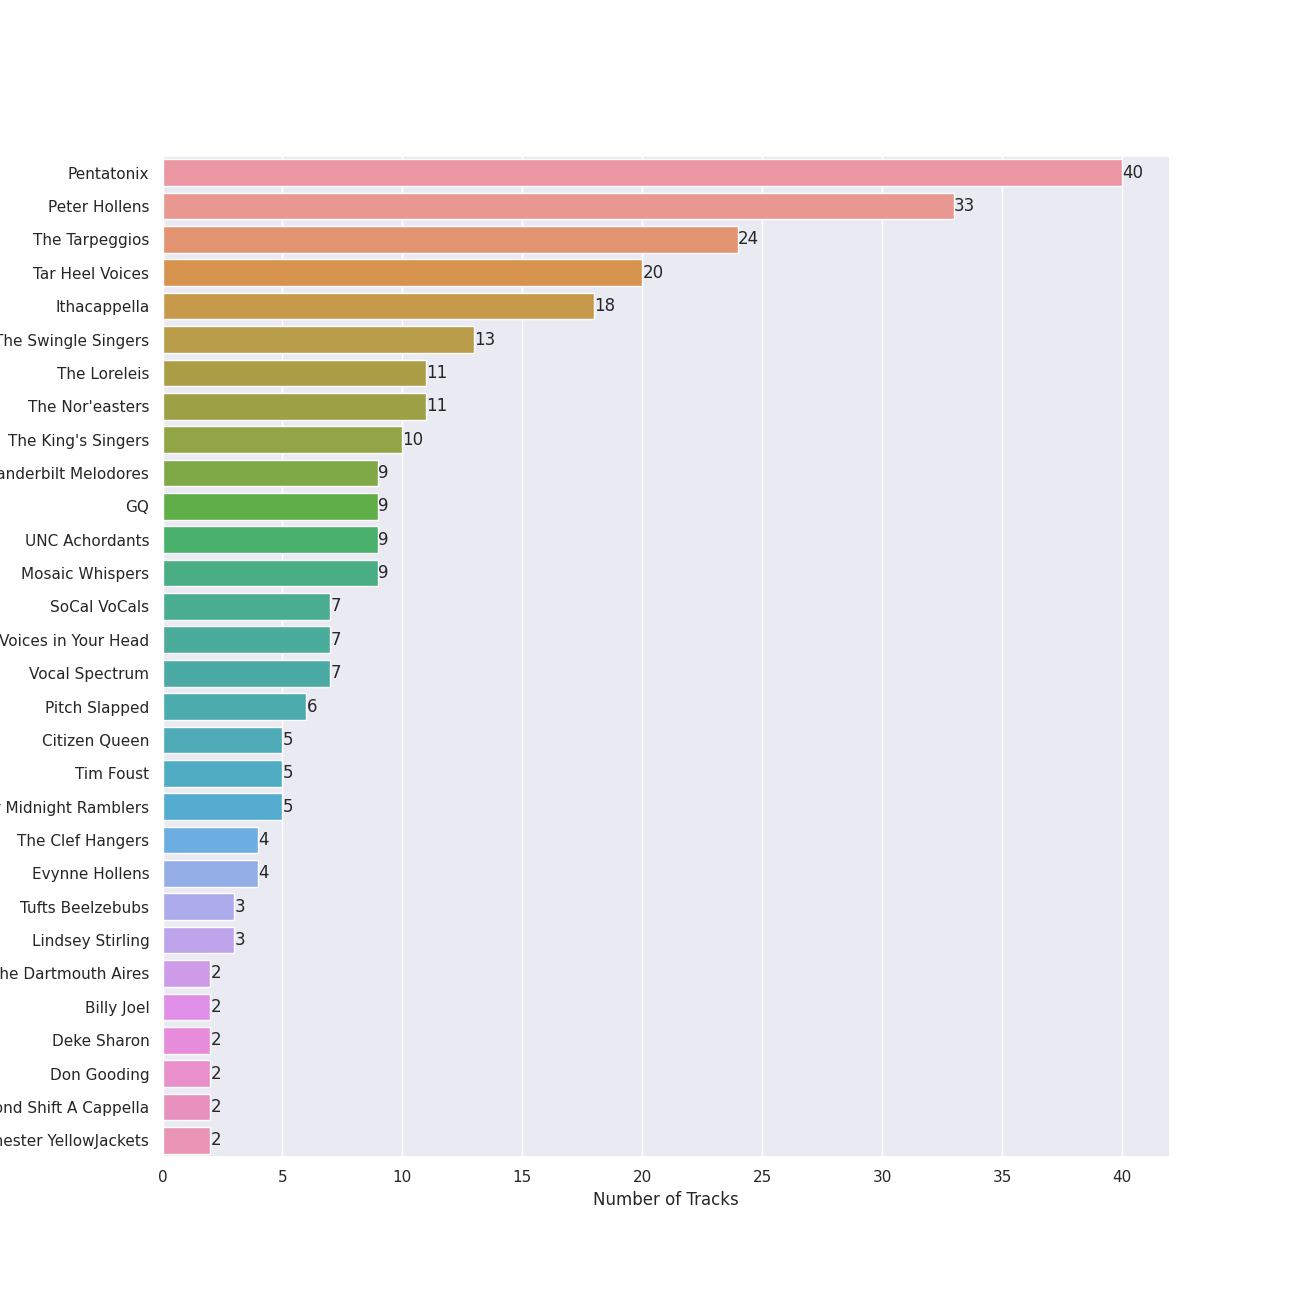 Pentatonix 40
Peter Hollens 33
The Tarpeggios 24
Tar Heel Voices 20
Ithacappella 18
The Swingle Singers 13
The Loreleis 11
The Nor'easters 11
The King's Singers 10
anderbilt Melodores 9
GQ 9
UNC Achordants 9
Mosaic Whispers 9
SoCal VoCals 7
Voices in Your Head 7
Vocal Spectrum 7
Pitch Slapped 6
Citizen Queen 5
Tim Foust 5
Midnight Ramblers 5
The Clef Hangers 4
Evynne Hollens 4
Tufts Beelzebubs 3
Lindsey Stirling 3
he Dartmouth Aires 2
Billy Joel 2
Deke Sharon 2
Don Gooding 2
ond Shift A Cappella 2
hester YellowJackets 2
0 5 10 15 20 25 30 35 40
Number of Tracks